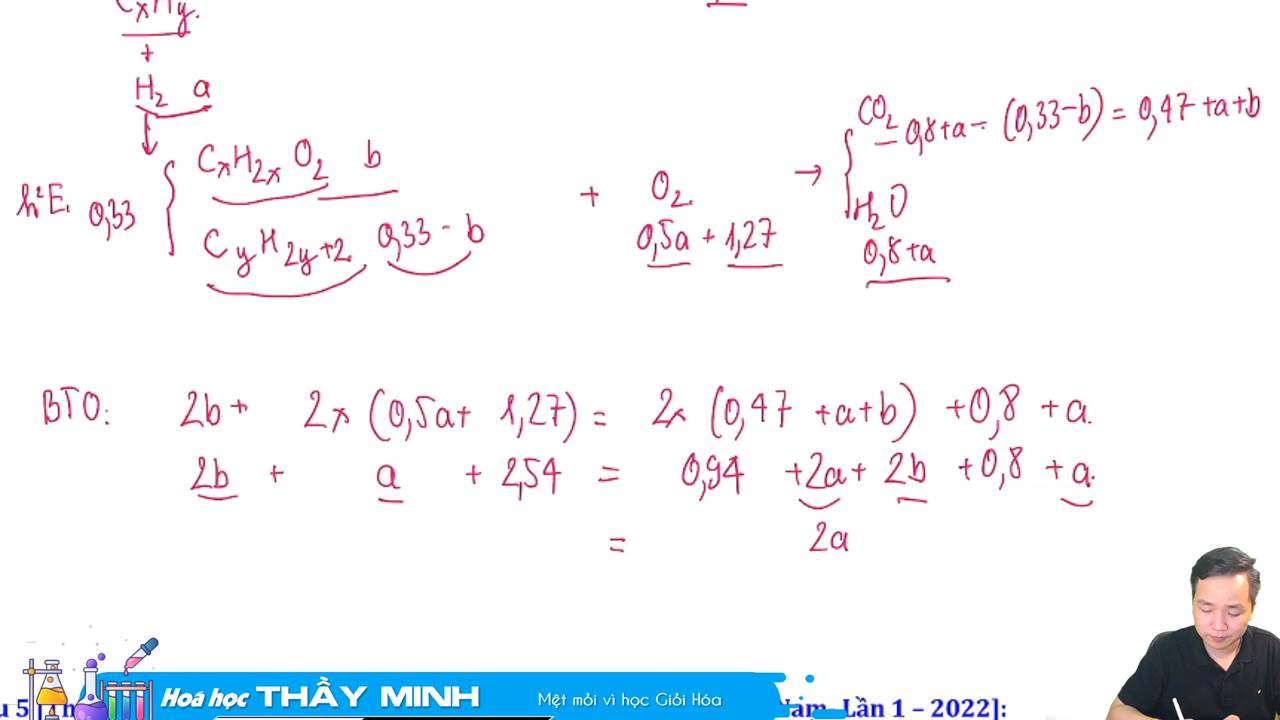 CxHy.
+
H2 a
h²E. 0,33
CxH2xO2 b
CyH2y+2 0,33 - b
+ O2
0,5a + 1,27
→ CO2 0,8+a - (0,33-b) = 0,47 +a+b
H2O
0,8+a
BTO: 2b + 2x (0,5a + 1,27) = 2x (0,47 +a+b) +0,8 +a.
2b + a + 2,54 = 0,94 +2a + 2b +0,8 +a.
= 2a
Hoá học THẦY MINH
Mệt mỏi vì học Giỏi Hóa
Nam Lần 1 – 2022]: